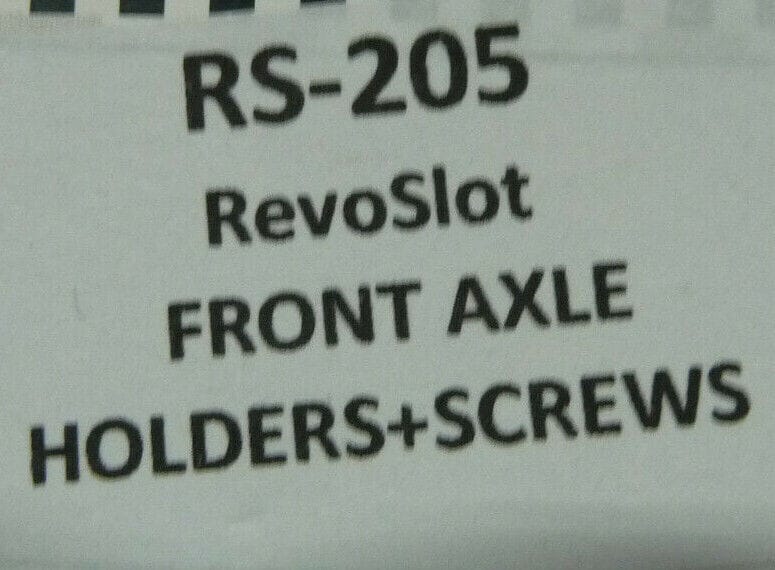 RS-205
RevoSlot
FRONT AXLE
HOLDERS+SCREWS